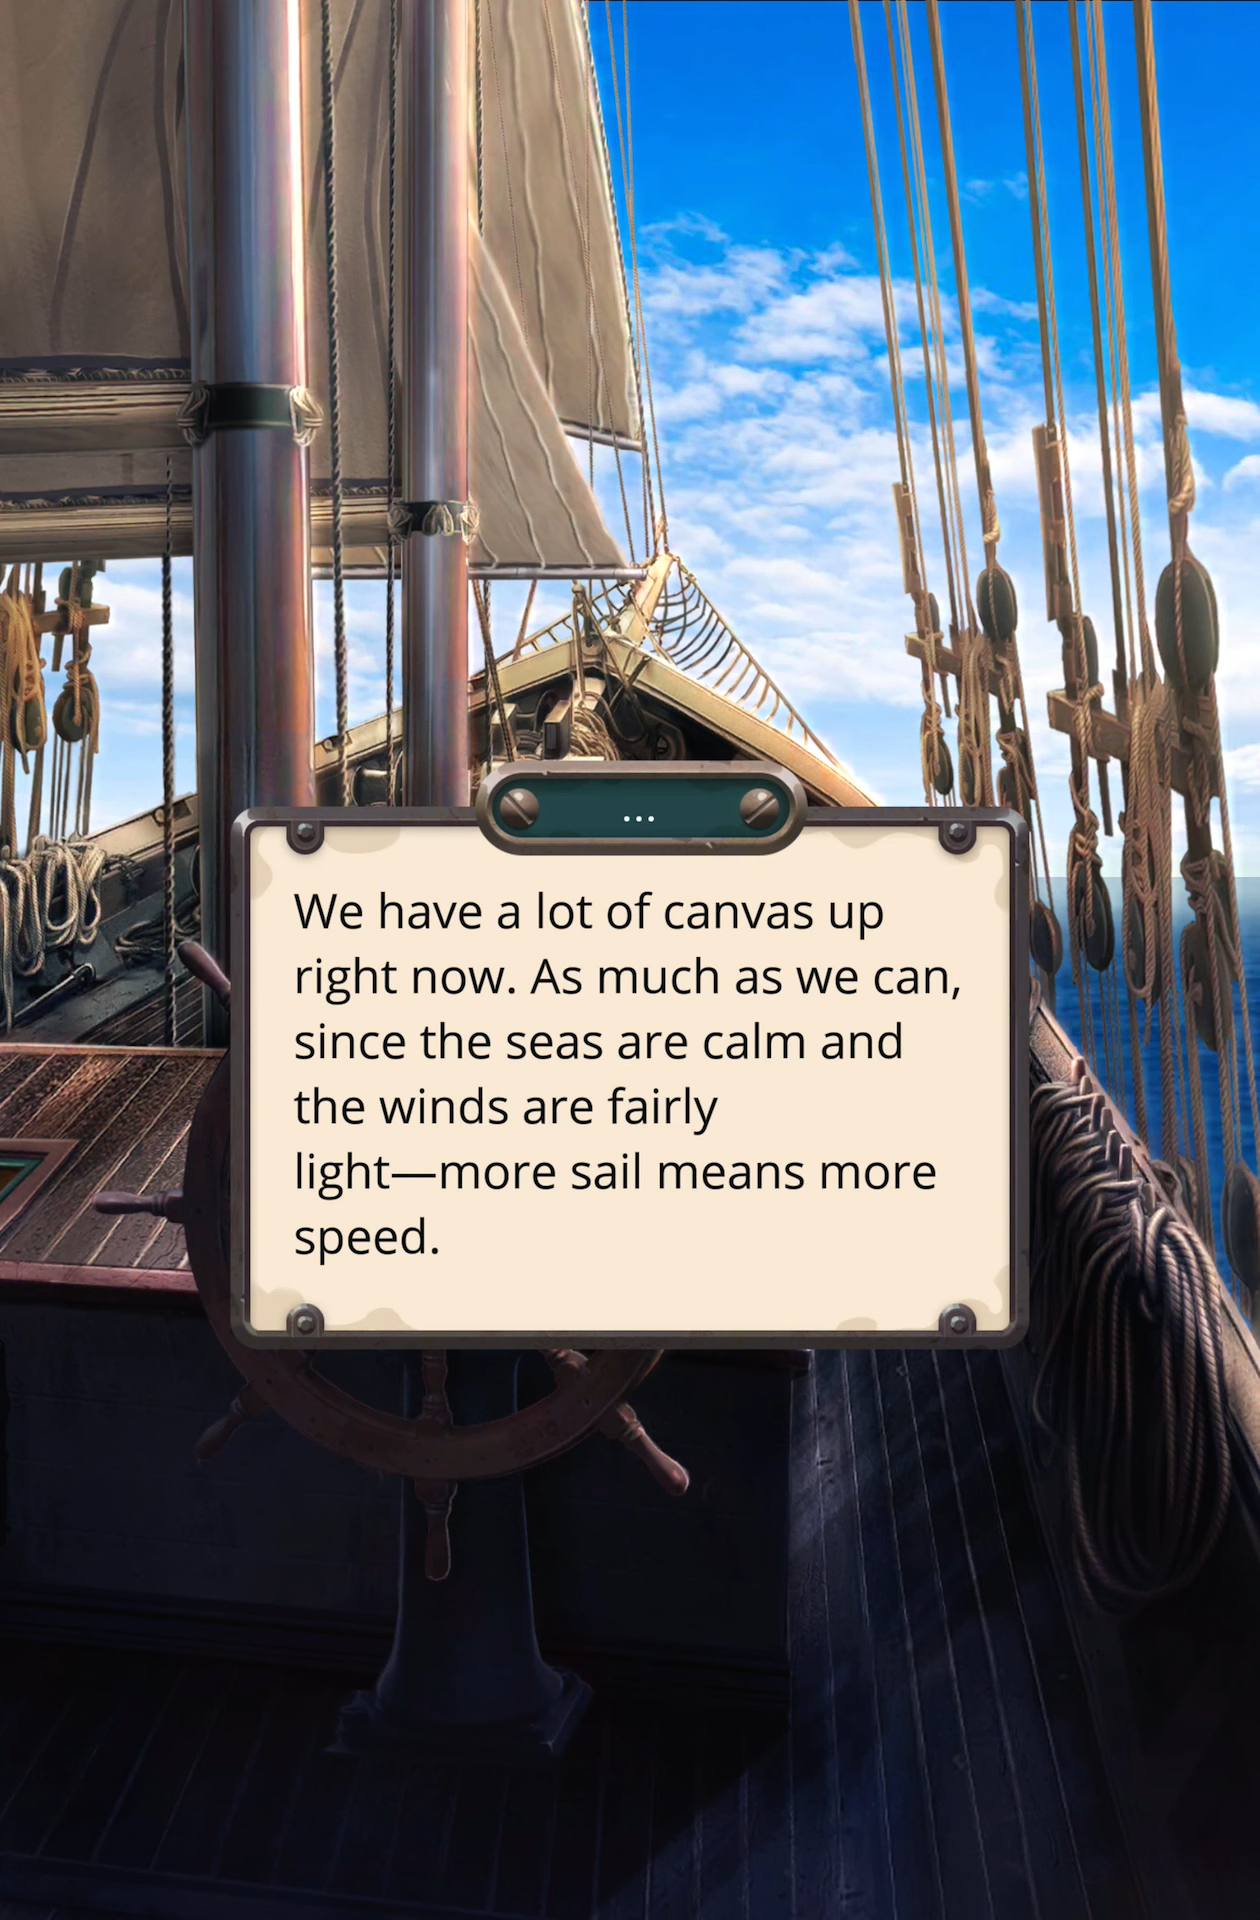 ...
We have a lot of canvas up
right now. As much as we can,
since the seas are calm and
the winds are fairly
light—more sail means more
speed.